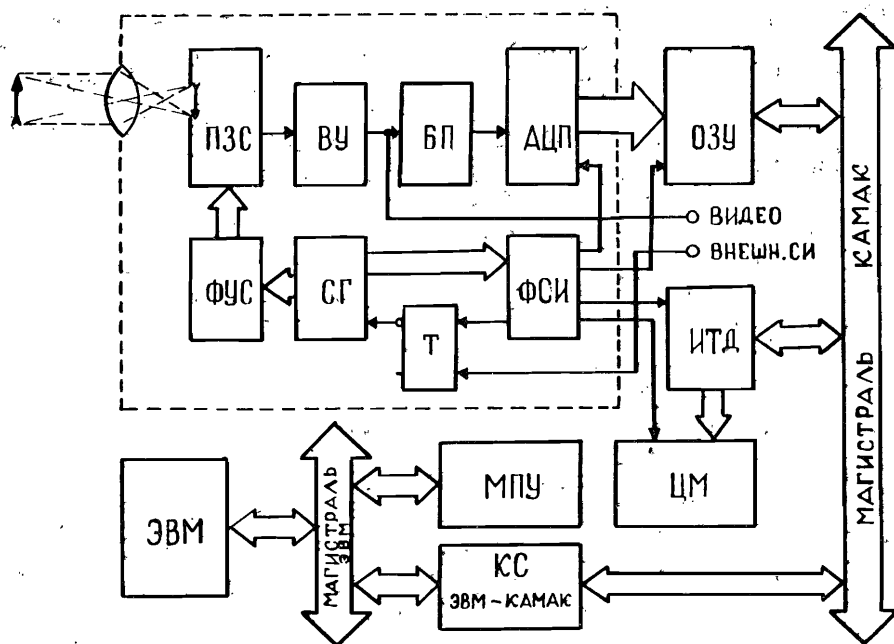 ПЗС
ВУ
БП
АЦП
ОЗУ
ВИДЕО
ВНЕШН.СИ
ФУС
СГ
ФСИ
Т
ИТД
ЦМ
МАГИСТРАЛЬ КАМАК
ЭВМ
МАГИСТРАЛЬ
ЭВМ
МПУ
КС
ЭВМ-КАМАК